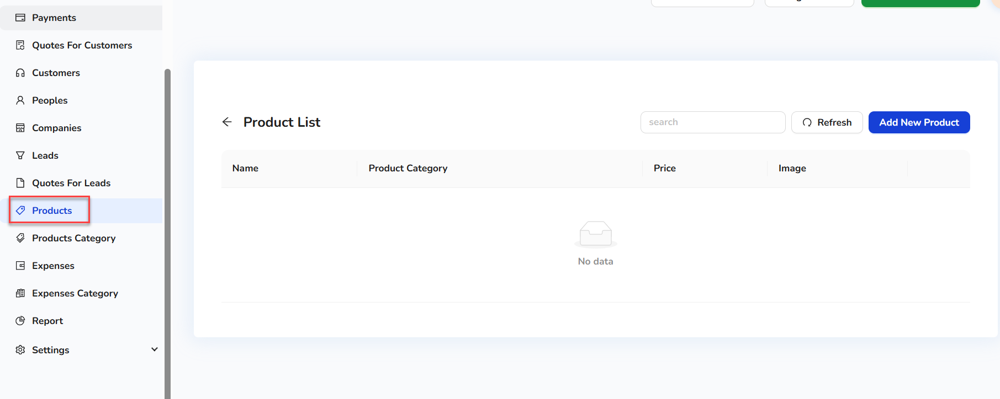 Payments
Quotes For Customers
Customers
Peoples
Companies
Leads
Quotes For Leads
Products
Products Category
Expenses
Expenses Category
Report
Settings
Product List
search
Refresh
Add New Product
Name
Product Category
Price
Image
No data